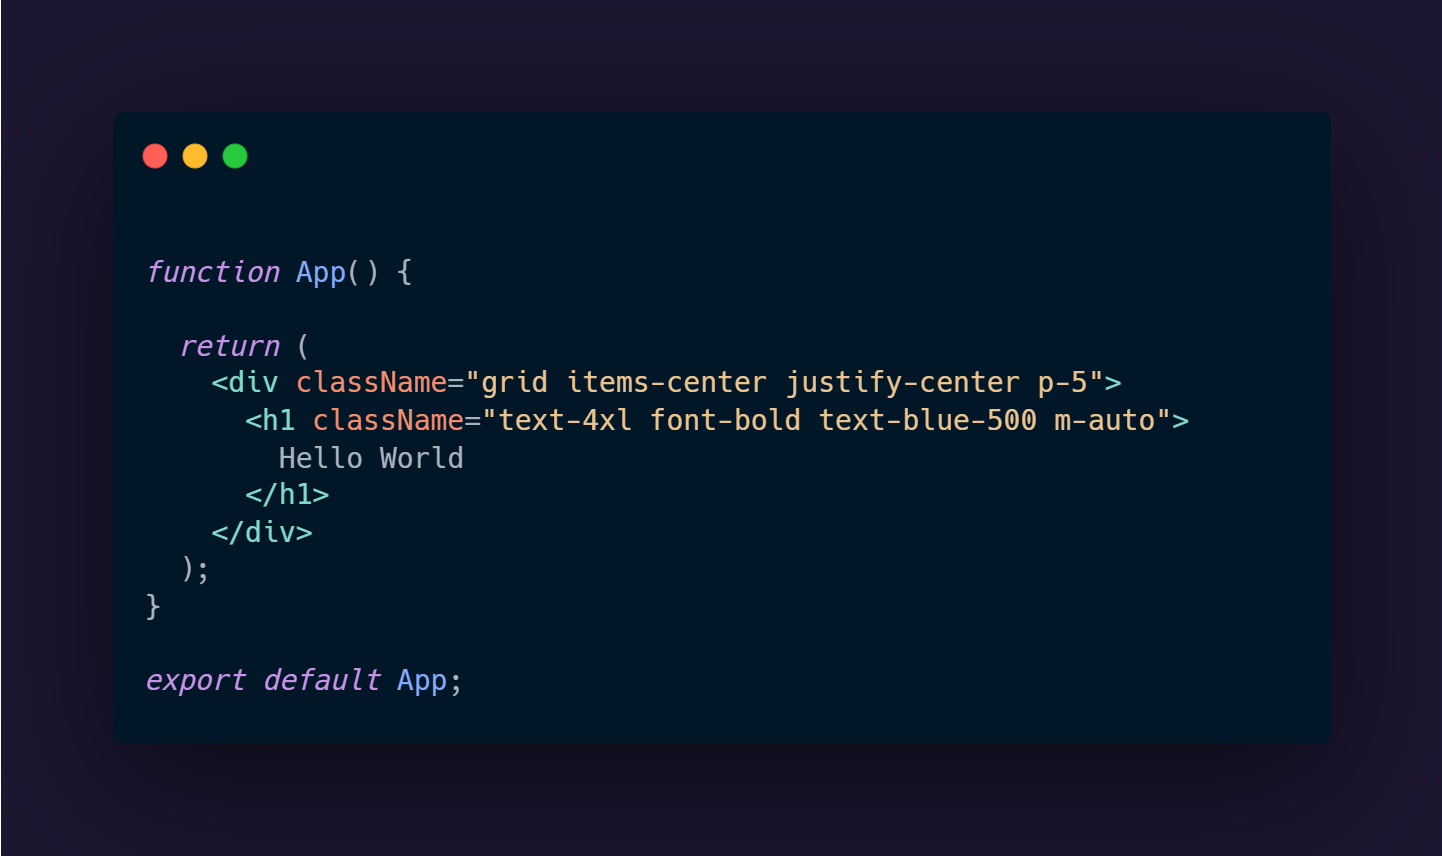 function App() {
  return (
    <div className="grid items-center justify-center p-5">
      <h1 className="text-4xl font-bold text-blue-500 m-auto">
        Hello World
      </h1>
    </div>
  );
}
export default App;